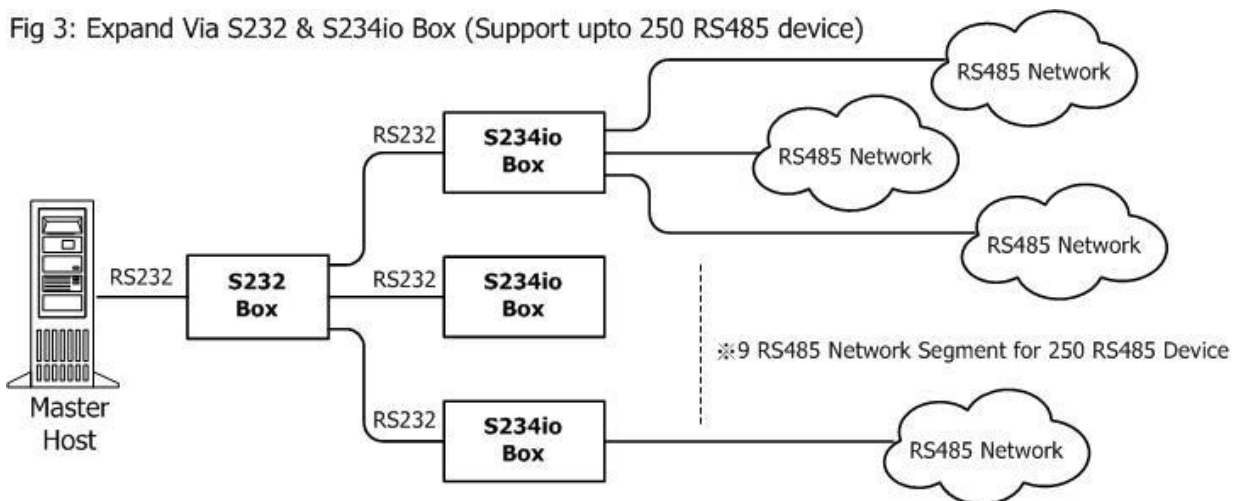 Fig 3: Expand Via S232 & S234io Box (Support upto 250 RS485 device)
RS485 Network
RS232
S234io
Box
RS485 Network
RS485 Network
RS232
S232
Box
RS232
S234io
Box
※9 RS485 Network Segment for 250 RS485 Device
Master
Host
RS232
S234io
Box
RS485 Network